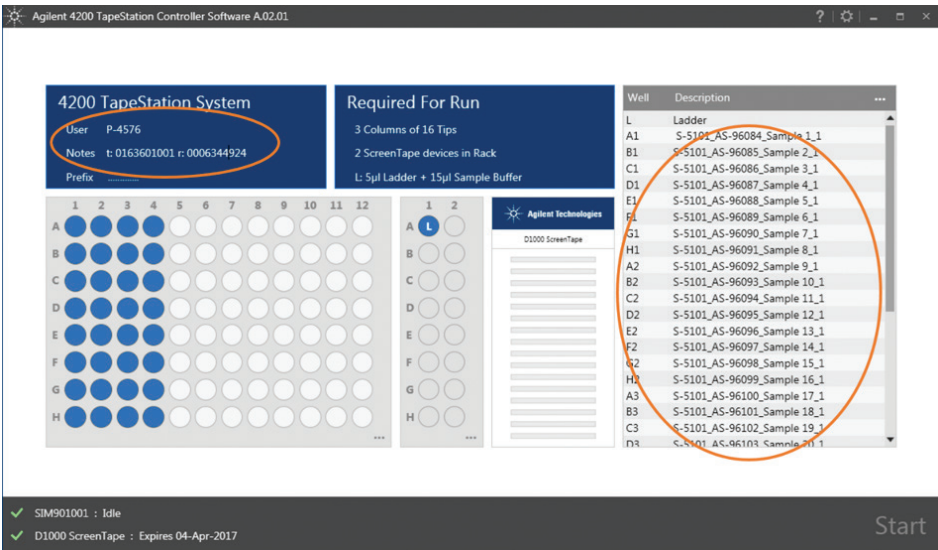 Agilent 4200 TapeStation Controller Software A.02.01
?
4200 TapeStation System
User P-4576
Notes t: 0163601001 r: 0006344924
Prefix ............
Required For Run
3 Columns of 16 Tips
2 ScreenTape devices in Rack
L: 5µl Ladder + 15µl Sample Buffer
1 2 3 4 5 6 7 8 9 10 11 12
A
B
C
D
E
F
G
H
...
1 2
A L
B
C
D
E
F
G
H
...
Agilent Technologies
D1000 ScreenTape
Well Description ...
L Ladder
A1 S-5101_AS-96084_Sample 1_1
B1 S-5101_AS-96085_Sample 2_1
C1 S-5101_AS-96086_Sample 3_1
D1 S-5101_AS-96087_Sample 4_1
E1 S-5101_AS-96088_Sample 5_1
F1 S-5101_AS-96089_Sample 6_1
G1 S-5101_AS-96090_Sample 7_1
H1 S-5101_AS-96091_Sample 8_1
A2 S-5101_AS-96092_Sample 9_1
B2 S-5101_AS-96093_Sample 10_1
C2 S-5101_AS-96094_Sample 11_1
D2 S-5101_AS-96095_Sample 12_1
E2 S-5101_AS-96096_Sample 13_1
F2 S-5101_AS-96097_Sample 14_1
G2 S-5101_AS-96098_Sample 15_1
H2 S-5101_AS-96099_Sample 16_1
A3 S-5101_AS-96100_Sample 17_1
B3 S-5101_AS-96101_Sample 18_1
C3 S-5101_AS-96102_Sample 19_1
D3 S-5101_AS-96103_Sample 20_1
SIM901001 : Idle
D1000 ScreenTape : Expires 04-Apr-2017
Start